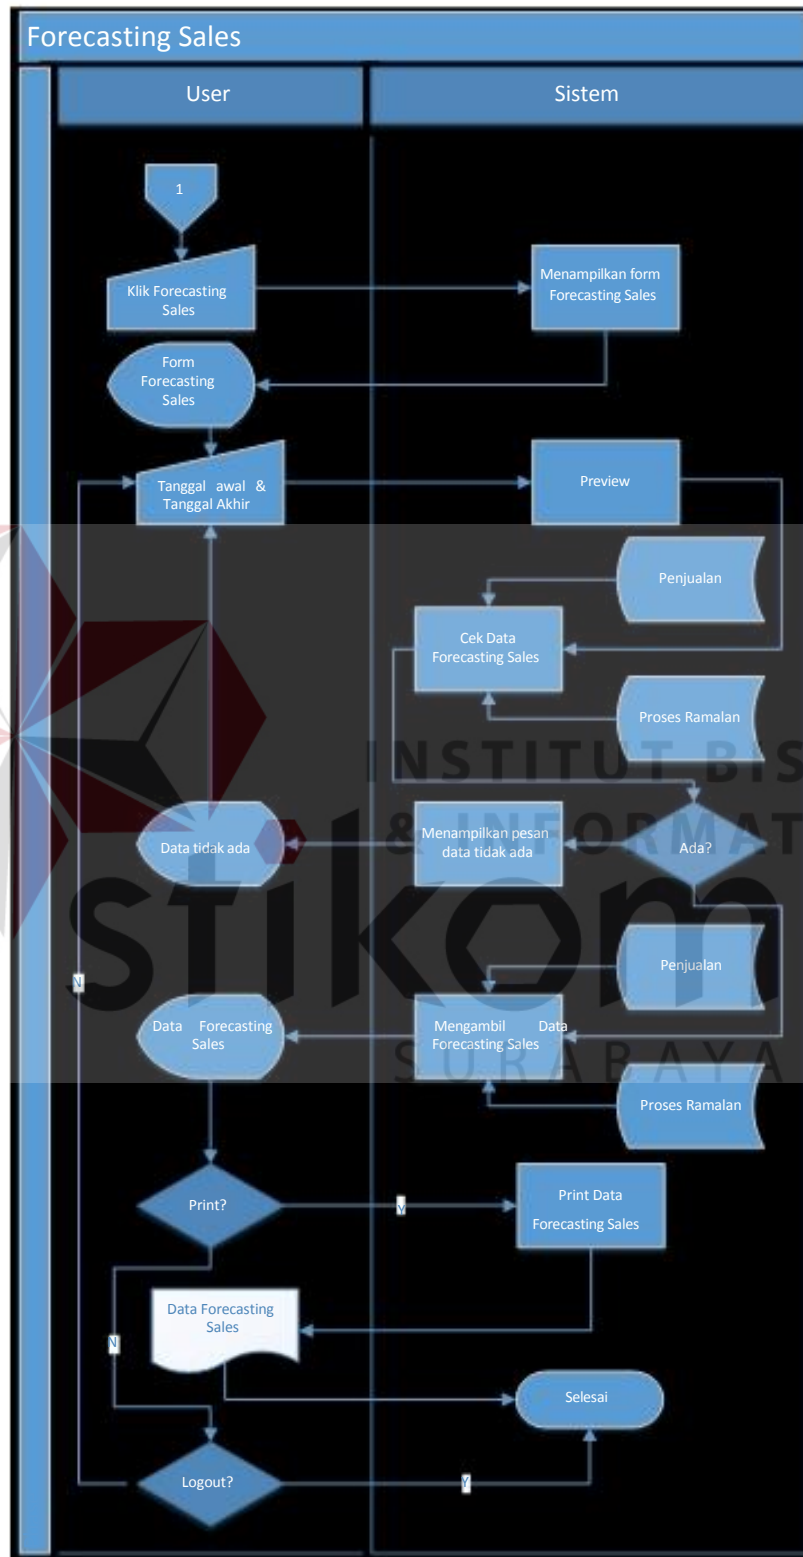 Forecasting Sales
User
Sistem
1
Klik Forecasting
Sales
Menampilkan form
Forecasting Sales
Form
Forecasting
Sales
Tanggal awal &
Tanggal Akhir
Preview
Penjualan
Cek Data
Forecasting Sales
Proses Ramalan
INSTITUT BIS
& INFORMAT
Data tidak ada
Menampilkan pesan
data tidak ada
Ada?
stikom
Penjualan
N
Data Forecasting
Sales
Mengambil Data
Forecasting Sales
SURABAYA
Proses Ramalan
Print?
Y
Print Data
Forecasting Sales
Data Forecasting
Sales
N
Selesai
Logout?
Y